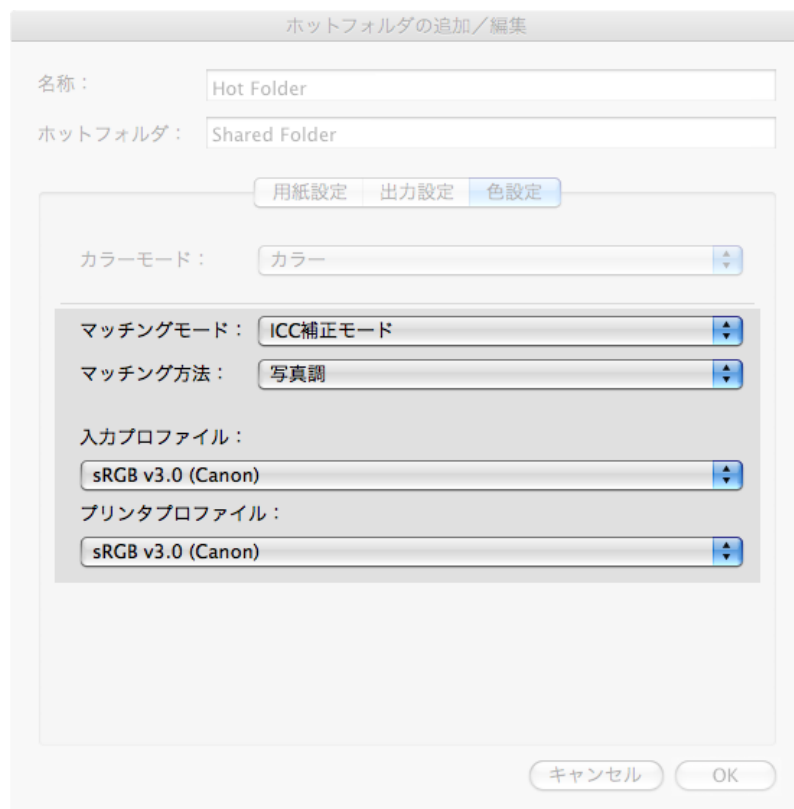 ホットフォルダの追加／編集
名称： Hot Folder
ホットフォルダ： Shared Folder
用紙設定 出力設定 色設定
カラーモード： カラー
マッチングモード： ICC補正モード
マッチング方法： 写真調
入力プロファイル：
sRGB v3.0 (Canon)
プリンタプロファイル：
sRGB v3.0 (Canon)
キャンセル OK